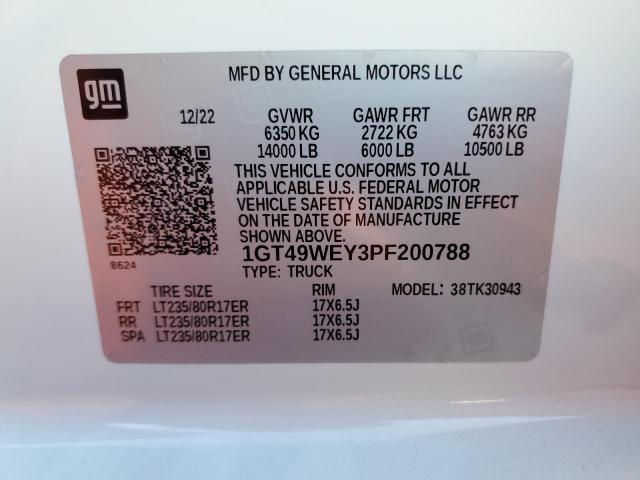 gm
MFD BY GENERAL MOTORS LLC
12/22 GVWR GAWR FRT GAWR RR
6350 KG 2722 KG 4763 KG
14000 LB 6000 LB 10500 LB
THIS VEHICLE CONFORMS TO ALL
APPLICABLE U.S. FEDERAL MOTOR
VEHICLE SAFETY STANDARDS IN EFFECT
ON THE DATE OF MANUFACTURE
SHOWN ABOVE.
1GT49WEY3PF200788
8624
TYPE: TRUCK
TIRE SIZE RIM MODEL: 38TK30943
FRT LT235/80R17ER 17X6.5J
RR LT235/80R17ER 17X6.5J
SPA LT235/80R17ER 17X6.5J
gm